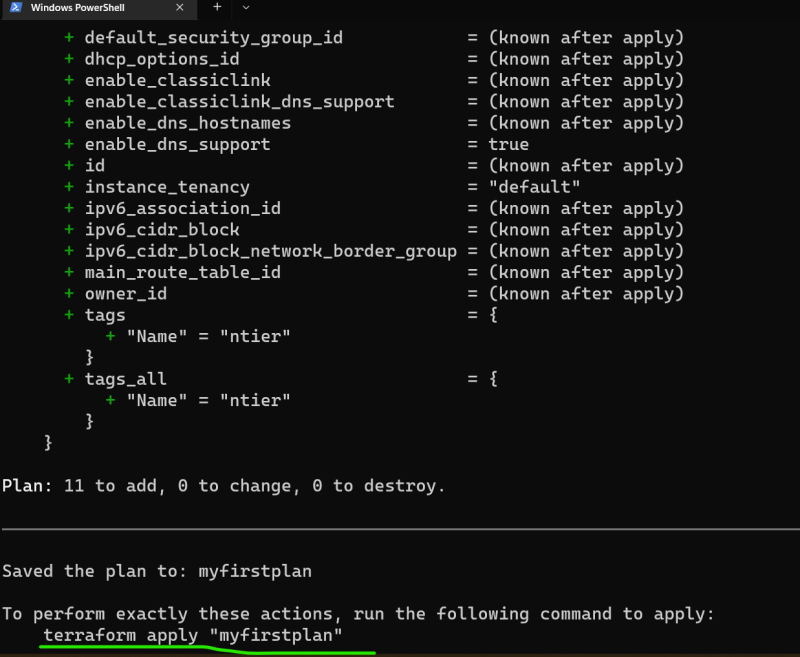 Windows PowerShell
+ default_security_group_id = (known after apply)
+ dhcp_options_id = (known after apply)
+ enable_classiclink = (known after apply)
+ enable_classiclink_dns_support = (known after apply)
+ enable_dns_hostnames = (known after apply)
+ enable_dns_support = true
+ id = (known after apply)
+ instance_tenancy = "default"
+ ipv6_association_id = (known after apply)
+ ipv6_cidr_block = (known after apply)
+ ipv6_cidr_block_network_border_group = (known after apply)
+ main_route_table_id = (known after apply)
+ owner_id = (known after apply)
+ tags = {
+ "Name" = "ntier"
}
+ tags_all = {
+ "Name" = "ntier"
}
}
Plan: 11 to add, 0 to change, 0 to destroy.
Saved the plan to: myfirstplan
To perform exactly these actions, run the following command to apply:
terraform apply "myfirstplan"